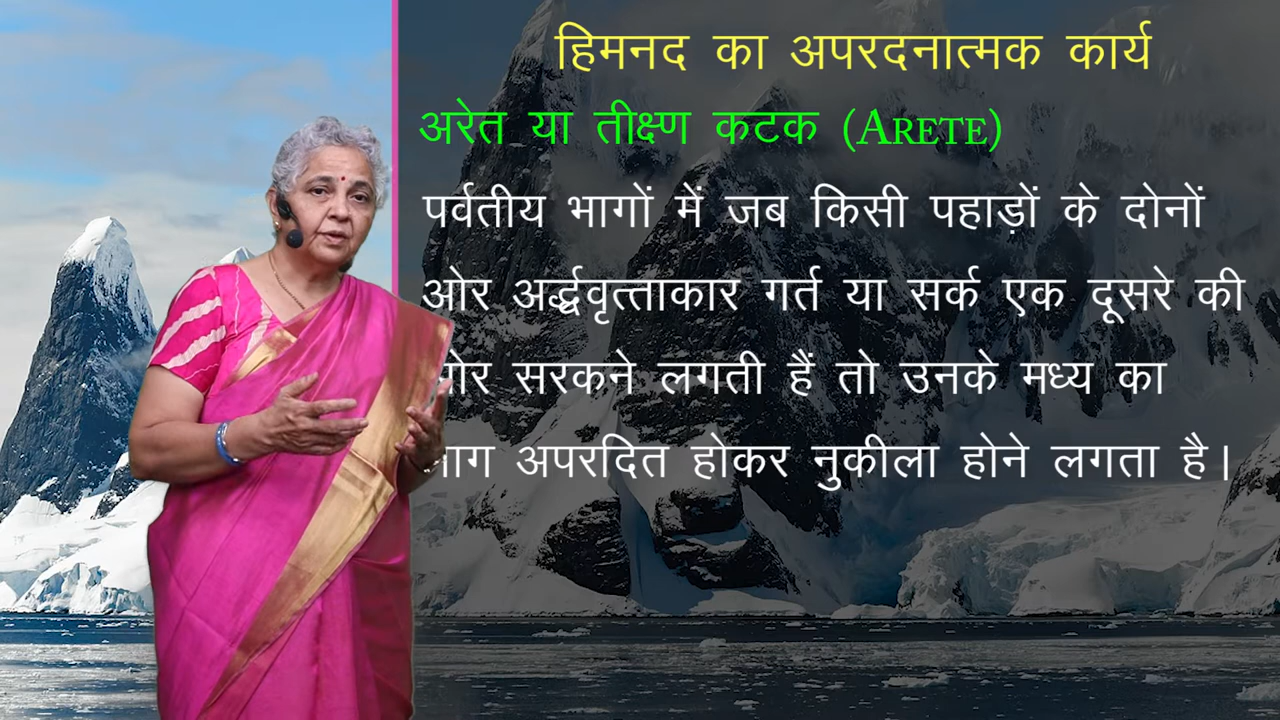 हिमनद का अपरदनात्मक कार्य
अरेत या तीक्ष्ण कटक (ARETE)
पर्वतीय भागों में जब किसी पहाड़ों के दोनों
ओर अर्द्धवृत्ताकार गर्त या सर्क एक दूसरे की
ओर सरकने लगती हैं तो उनके मध्य का
भाग अपरदित होकर नुकीला होने लगता है।